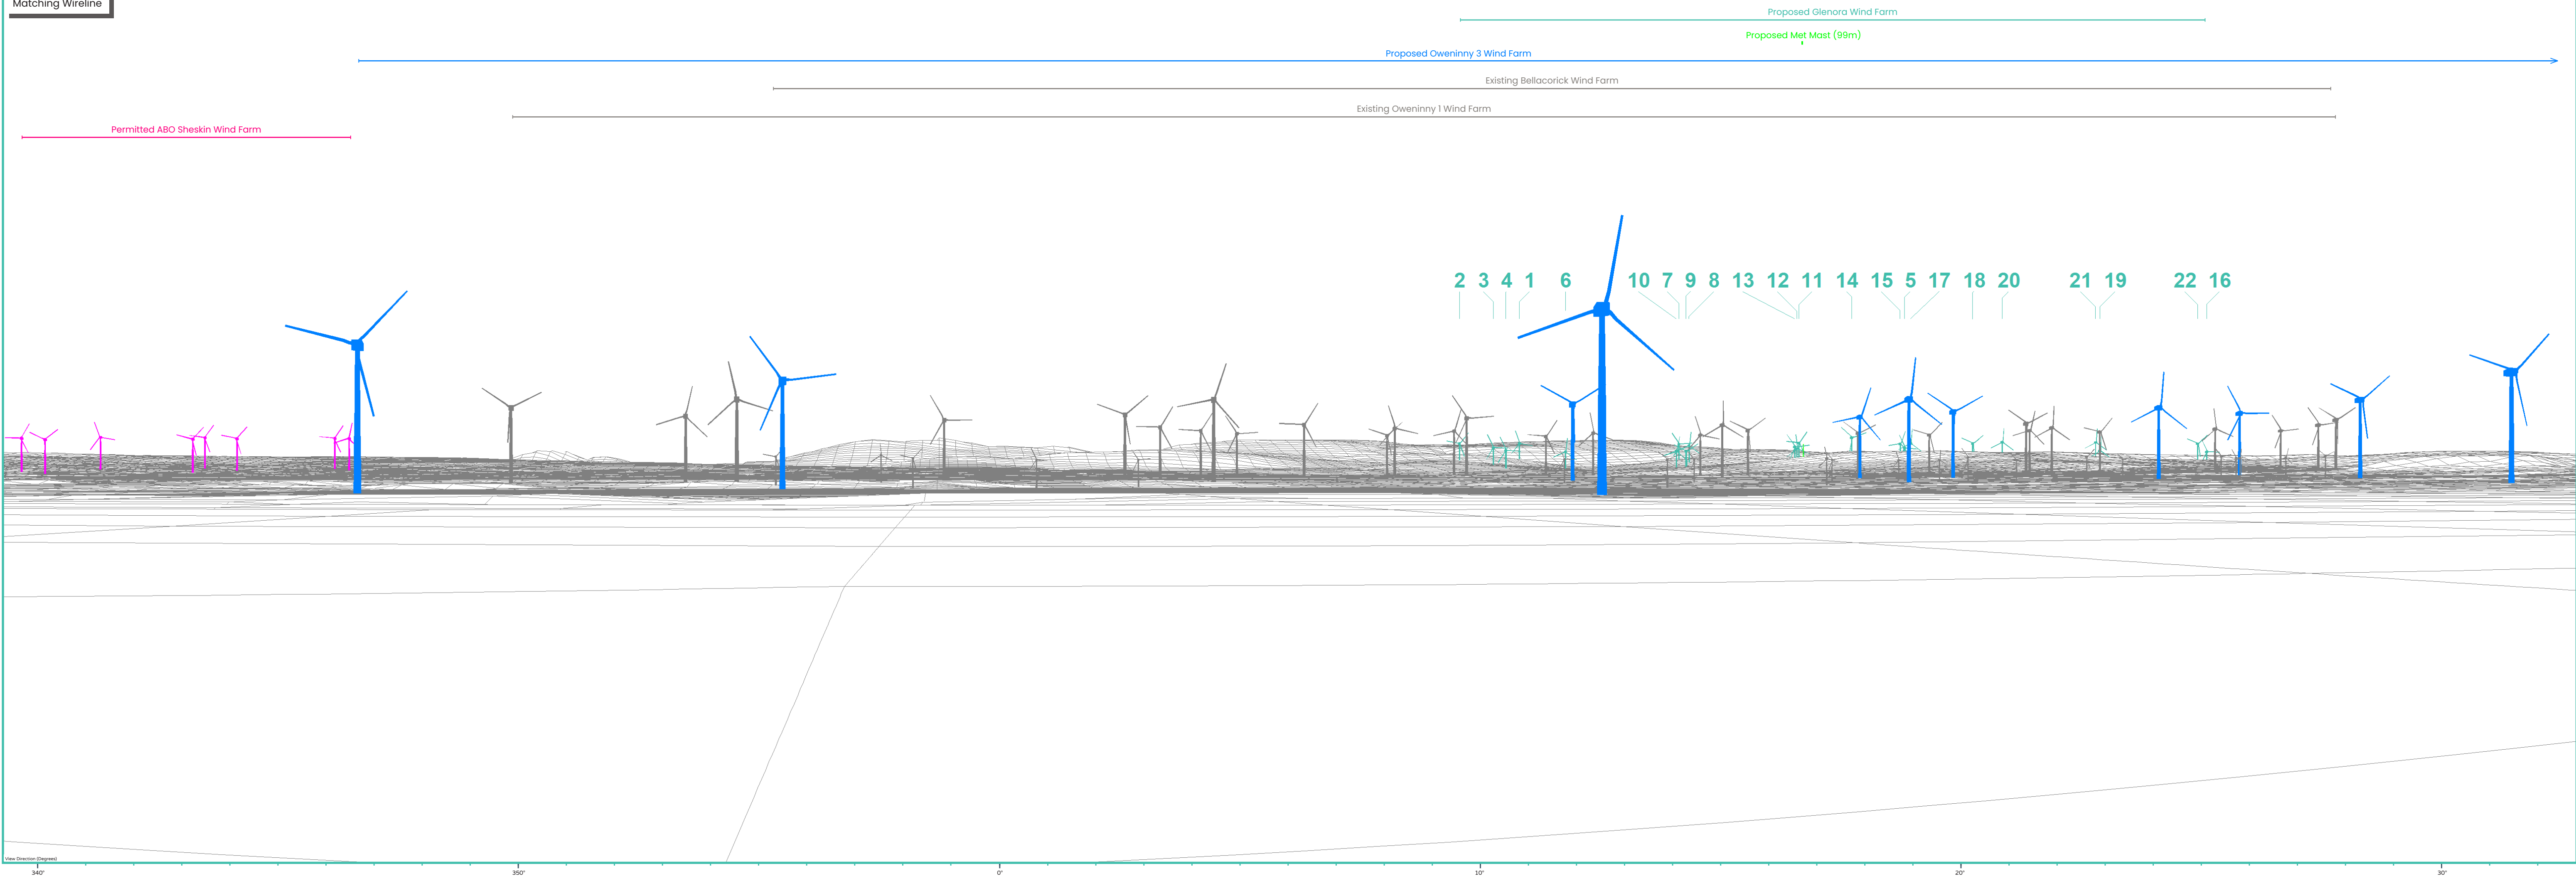 Matching Wireline
Proposed Glenora Wind Farm
Proposed Met Mast (99m)
Proposed Oweninny 3 Wind Farm
Existing Bellacorick Wind Farm
Existing Oweninny 1 Wind Farm
Permitted ABO Sheskin Wind Farm
2 3 4 1 6 10 7 9 8 13 12 11 14 15 5 17 18 20 21 19 22 16
View Direction (Degrees)
340° 350° 0° 10° 20° 30°